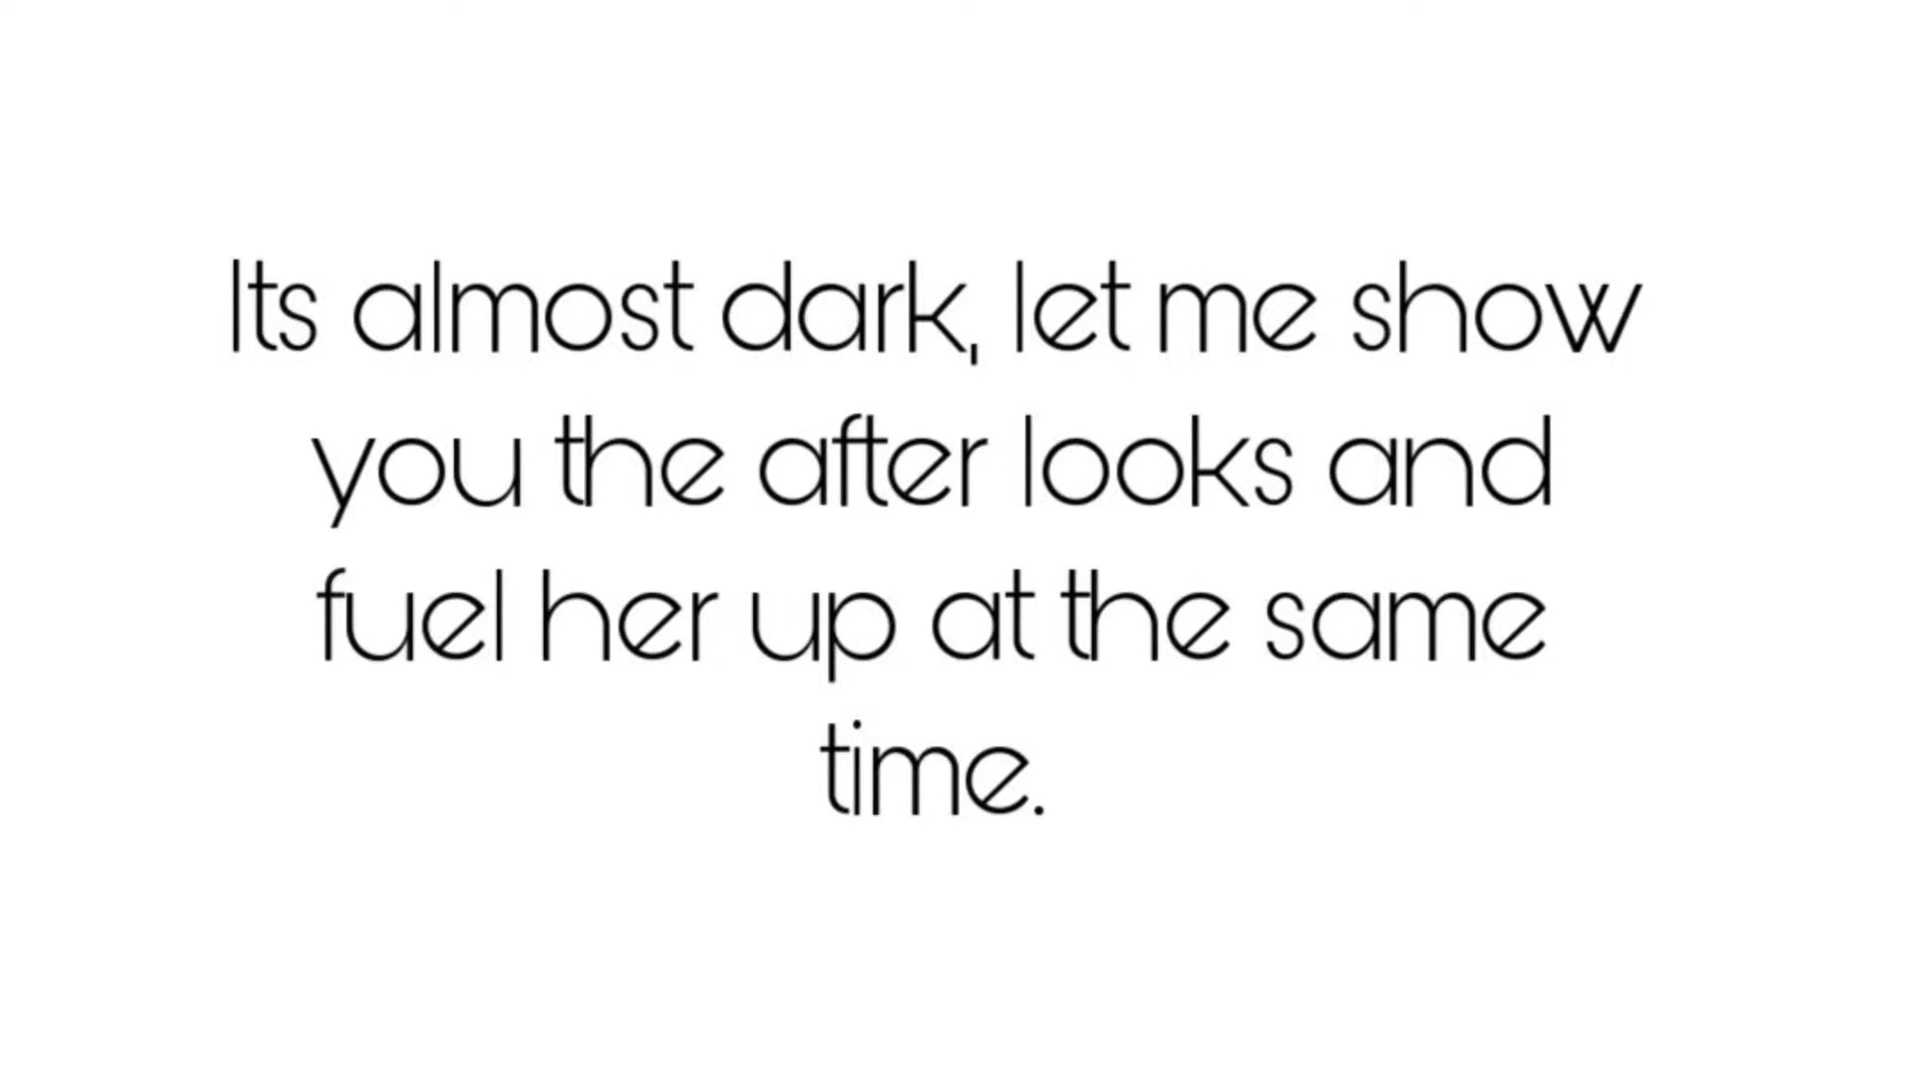 Its almost dark, let me show
you the after looks and
fuel her up at the same
time.